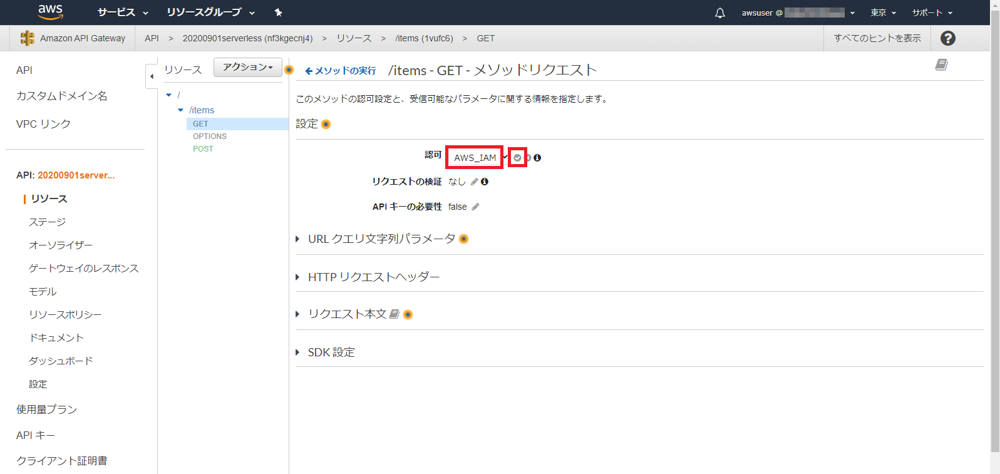 aws サービス リソースグループ awsuser @ 東京 サポート
Amazon API Gateway API > 20200901serverless (nf3kgecnj4) > リソース > /items (1vufc6) > GET すべてのヒントを表示
API
カスタムドメイン名
VPC リンク
API: 20200901server...
リソース
ステージ
オーソライザー
ゲートウェイのレスポンス
モデル
リソースポリシー
ドキュメント
ダッシュボード
設定
使用量プラン
API キー
クライアント証明書
リソース アクション
/
/items
GET
OPTIONS
POST
メソッドの実行 /items - GET - メソッドリクエスト
このメソッドの認可設定と、受信可能なパラメータに関する情報を指定します。
設定
認可 AWS_IAM
リクエストの検証 なし
API キーの必要性 false
URL クエリ文字列パラメータ
HTTP リクエストヘッダー
リクエスト本文
SDK 設定